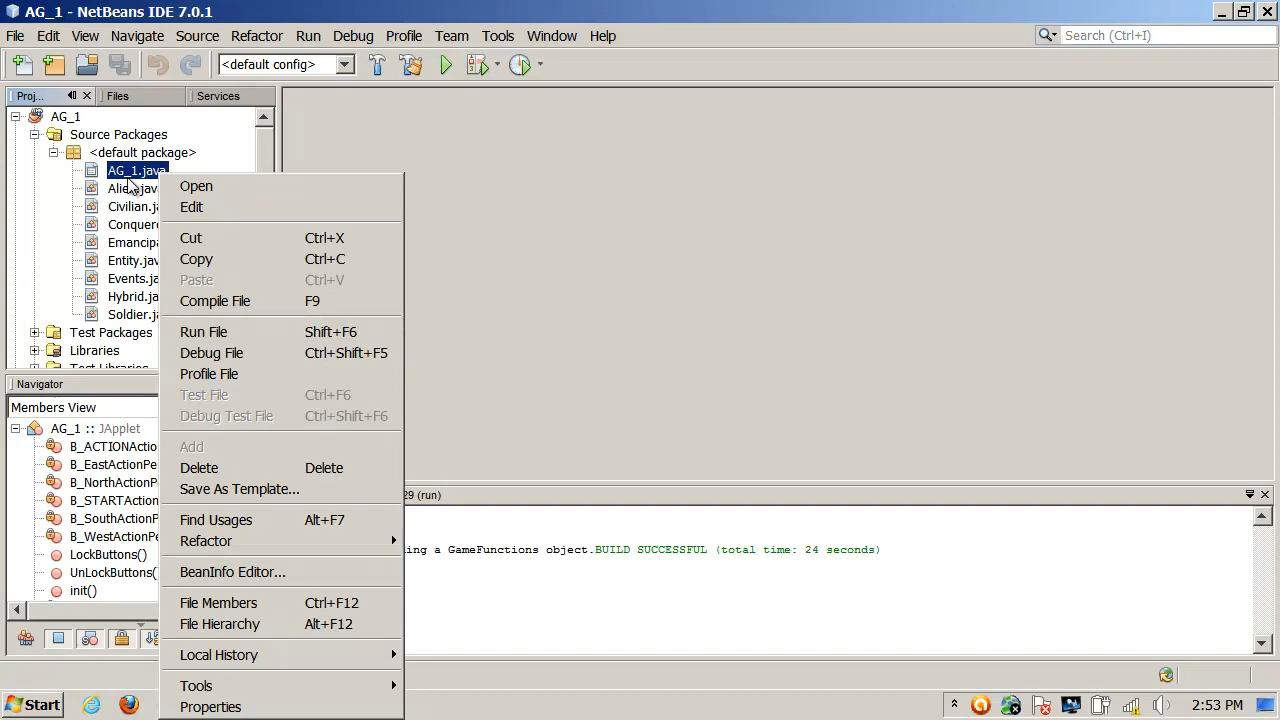 AG_1 - NetBeans IDE 7.0.1
File Edit View Navigate Source Refactor Run Debug Profile Team Tools Window Help
Search (Ctrl+I)
<default config>
Proj... Files Services
AG_1
Source Packages
<default package>
AG_1.java
Alien.java
Civilian.ja
Conquero
Emancipa
Entity.jav
Events.ja
Hybrid.ja
Soldier.ja
Test Packages
Libraries
Test Libraries
Navigator
Members View
AG_1 :: JApplet
B_ACTIONActio
B_EastActionPe
B_NorthActionP
B_STARTAction
B_SouthActionP
B_WestActionPe
LockButtons()
UnLockButtons(
init()
Open
Edit
Cut Ctrl+X
Copy Ctrl+C
Paste Ctrl+V
Compile File F9
Run File Shift+F6
Debug File Ctrl+Shift+F5
Profile File
Test File Ctrl+F6
Debug Test File Ctrl+Shift+F6
Add
Delete Delete
Save As Template...
Find Usages Alt+F7
Refactor
BeanInfo Editor...
File Members Ctrl+F12
File Hierarchy Alt+F12
Local History
Tools
Properties
29 (run)
ing a GameFunctions object.BUILD SUCCESSFUL (total time: 24 seconds)
Start
2:53 PM